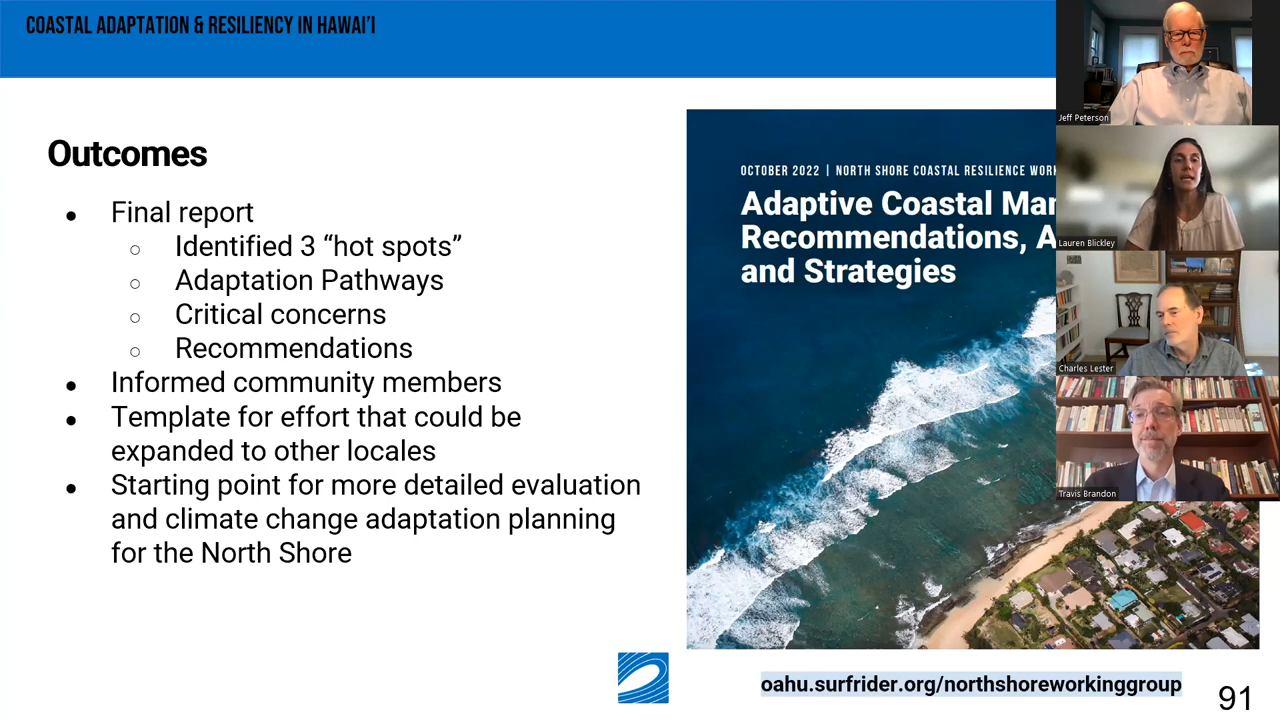 COASTAL ADAPTATION & RESILIENCY IN HAWAIʻI
Outcomes
● Final report
○ Identified 3 “hot spots”
○ Adaptation Pathways
○ Critical concerns
○ Recommendations
● Informed community members
● Template for effort that could be
expanded to other locales
● Starting point for more detailed evaluation
and climate change adaptation planning
for the North Shore
OCTOBER 2022 | NORTH SHORE COASTAL RESILIENCE WORK
Adaptive Coastal Man
Recommendations, A
and Strategies
oahu.surfrider.org/northshoreworkinggroup
91
Jeff Peterson
Lauren Blickley
Charles Lester
Travis Brandon